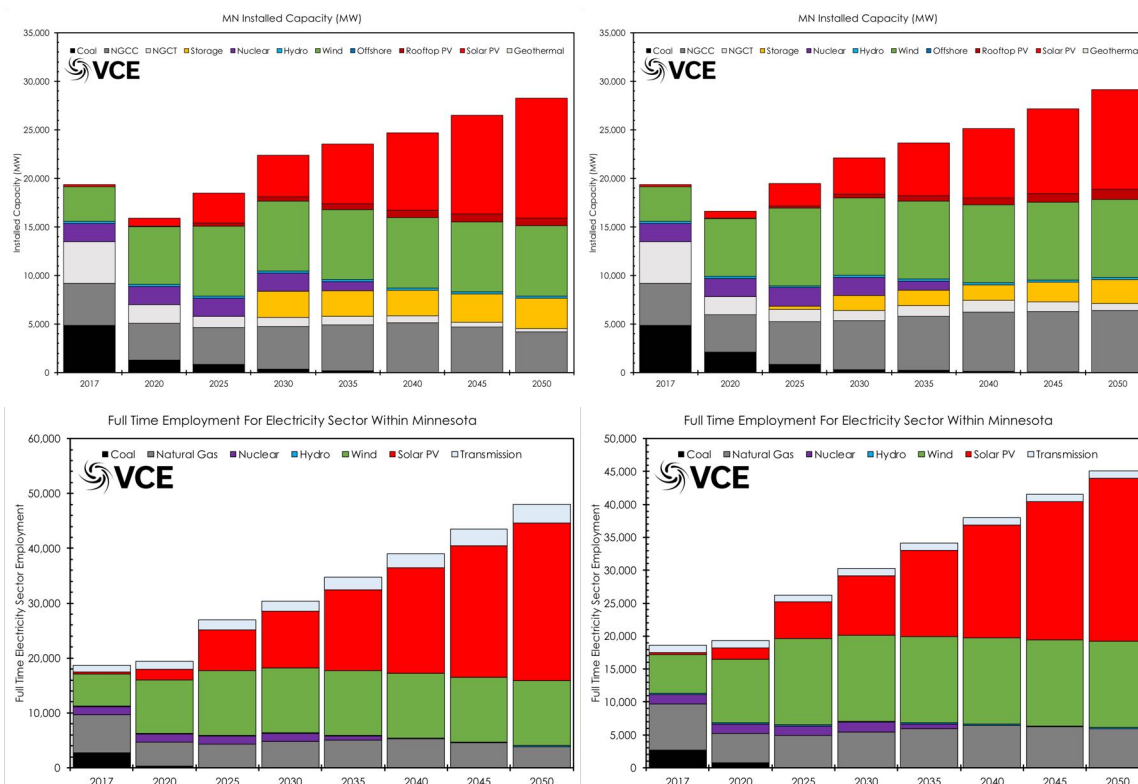 MN Installed Capacity (MW)
35,000
Coal NGCC NGCT Storage Nuclear Hydro Wind Offshore Rooftop PV Solar PV Geothermal
VCE
30,000
25,000
20,000
15,000
10,000
5,000
0
Installed Capacity (MW)
2017 2020 2025 2030 2035 2040 2045 2050
MN Installed Capacity (MW)
35,000
Coal NGCC NGCT Storage Nuclear Hydro Wind Offshore Rooftop PV Solar PV Geothermal
VCE
30,000
25,000
20,000
15,000
10,000
5,000
0
Installed Capacity (MW)
2017 2020 2025 2030 2035 2040 2045 2050
Full Time Employment For Electricity Sector Within Minnesota
60,000
Coal Natural Gas Nuclear Hydro Wind Solar PV Transmission
VCE
50,000
40,000
30,000
20,000
10,000
0
Full Time Electricity Sector Employment
2017 2020 2025 2030 2035 2040 2045 2050
Full Time Employment For Electricity Sector Within Minnesota
50,000
Coal Natural Gas Nuclear Hydro Wind Solar PV Transmission
VCE
45,000
40,000
35,000
30,000
25,000
20,000
15,000
10,000
5,000
0
Full Time Electricity Sector Employment
2017 2020 2025 2030 2035 2040 2045 2050